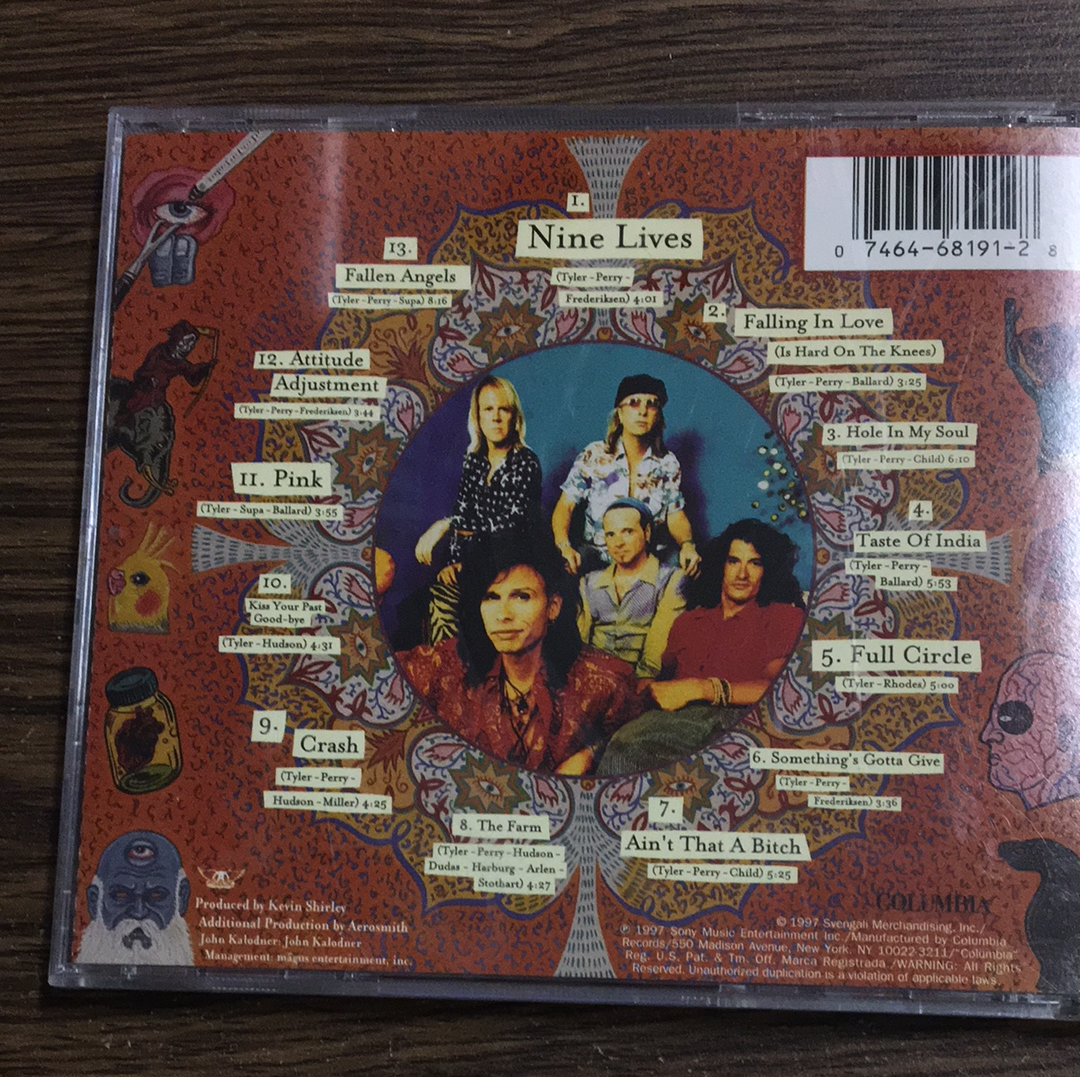 0 7464-68191-2 8
1.
Nine Lives
(Tyler-Perry-
Frederiksen) 4:01
2. Falling In Love
(Is Hard On The Knees)
(Tyler-Perry-Ballard) 3:25
3. Hole In My Soul
(Tyler-Perry-Child) 6:10
4.
Taste Of India
(Tyler-Perry-
Ballard) 5:53
5. Full Circle
(Tyler-Rhodes) 5:00
6. Something's Gotta Give
(Tyler-Perry-
Frederiksen) 3:36
7.
Ain't That A Bitch
(Tyler-Perry-Child) 5:25
8. The Farm
(Tyler-Perry-Hudson-
Dudas-Harburg-Arlen-
Stothart) 4:27
9.
Crash
(Tyler-Perry-
Hudson-Miller) 4:25
10.
Kiss Your Past
Good-bye
(Tyler-Hudson) 4:31
11. Pink
(Tyler-Supa-Ballard) 3:55
12. Attitude
Adjustment
(Tyler-Perry-Frederiksen) 3:44
13.
Fallen Angels
(Tyler-Perry-Supa) 8:16
Produced by Kevin Shirley
Additional Production by Aerosmith
John Kalodner: John Kalodner
Management: magus entertainment, inc.
COLUMBIA
© 1997 Svengali Merchandising, Inc./
℗ 1997 Sony Music Entertainment Inc./Manufactured by Columbia
Records/550 Madison Avenue, New York, NY 10022-3211/"Columbia"
Reg. U.S. Pat. & Tm. Off. Marca Registrada./WARNING: All Rights
Reserved. Unauthorized duplication is a violation of applicable laws.